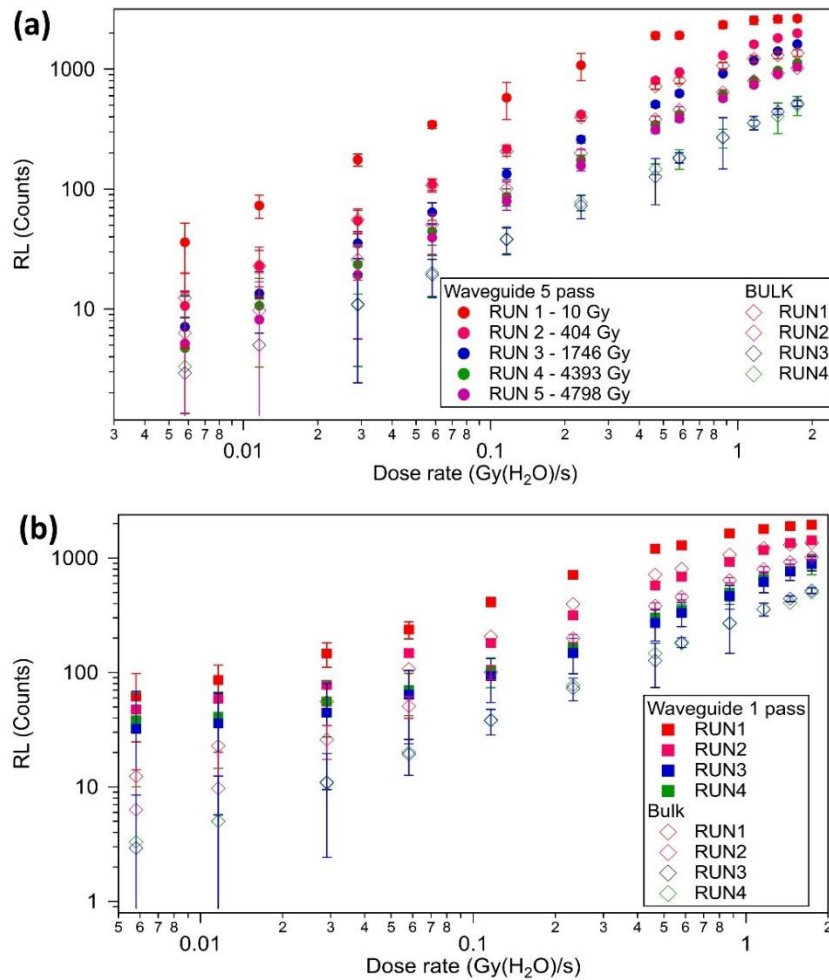 (a)
1000
100
10
RL (Counts)
Waveguide 5 pass
RUN 1 - 10 Gy
RUN 2 - 404 Gy
RUN 3 - 1746 Gy
RUN 4 - 4393 Gy
RUN 5 - 4798 Gy
BULK
RUN1
RUN2
RUN3
RUN4
3 4 5 6 7 8 0.01 2 3 4 5 6 7 8 0.1 2 3 4 5 6 7 8 1 2
Dose rate (Gy(H₂O)/s)
(b)
1000
100
10
1
RL (Counts)
Waveguide 1 pass
RUN1
RUN2
RUN3
RUN4
Bulk
RUN1
RUN2
RUN3
RUN4
5 6 7 8 0.01 2 3 4 5 6 7 8 0.1 2 3 4 5 6 7 8 1 2
Dose rate (Gy(H₂O)/s)